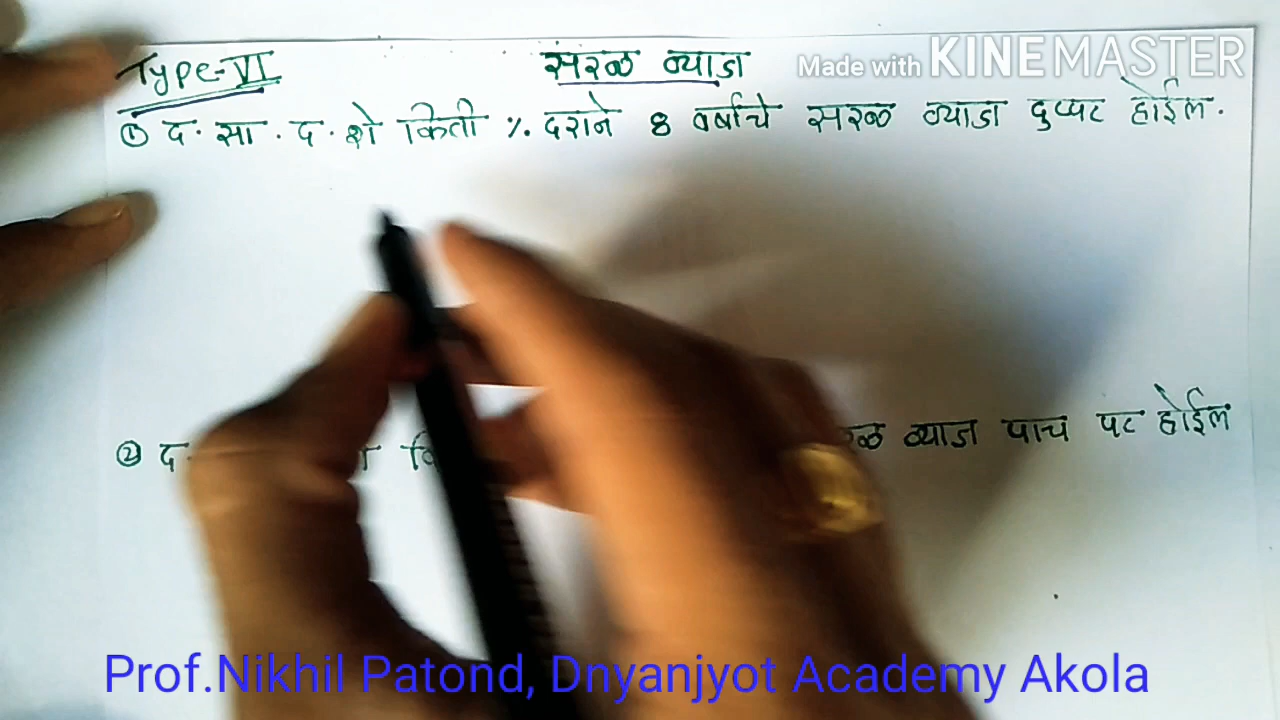 Type-VI सरळ व्याज
Made with KINEMASTER
① द. सा. द. शे किती % दराने 8 वर्षाचे सरळ व्याज दुप्पट होईल.
② द. व्याज पाच पट होईल
Prof.Nikhil Patond, Dnyanjyot Academy Akola